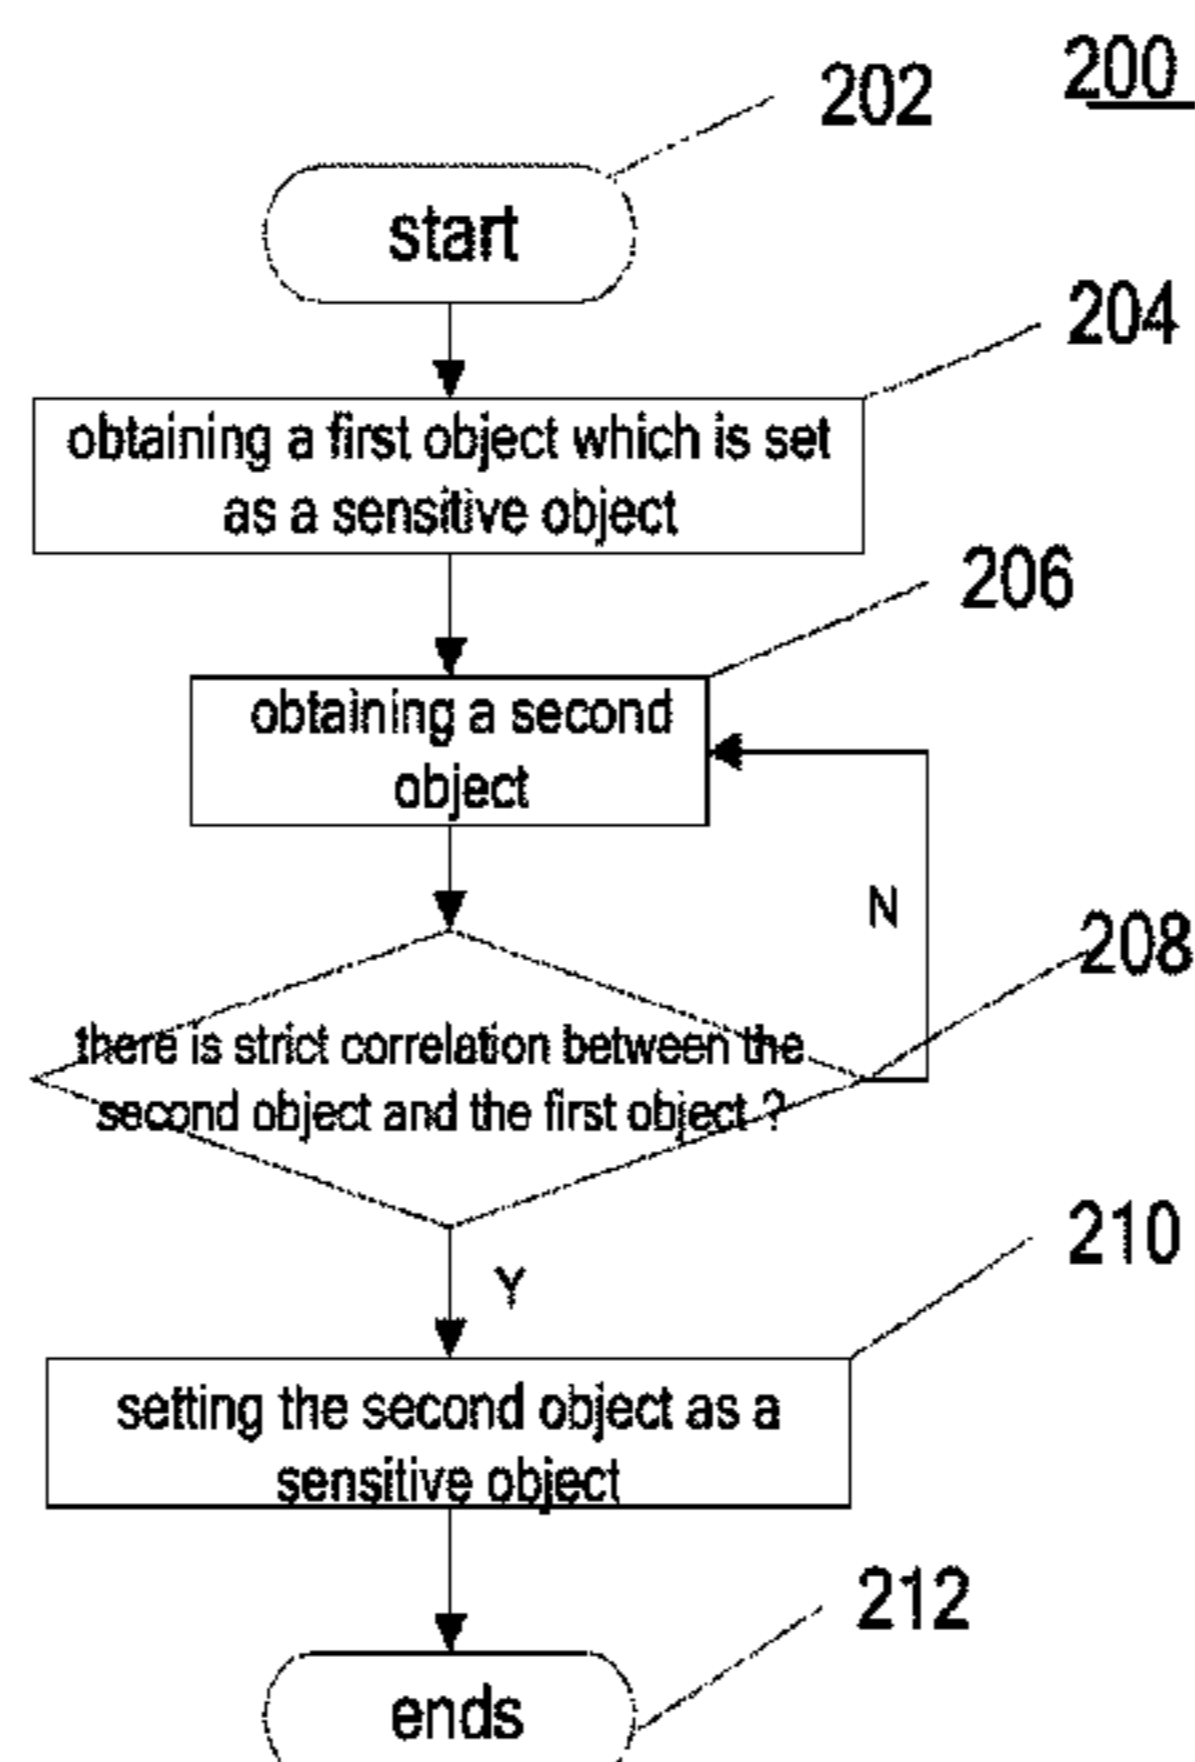 200
202
start
204
obtaining a first object which is set
as a sensitive object
206
obtaining a second
object
N
208
there is strict correlation between the
second object and the first object ?
Y
210
setting the second object as a
sensitive object
212
ends